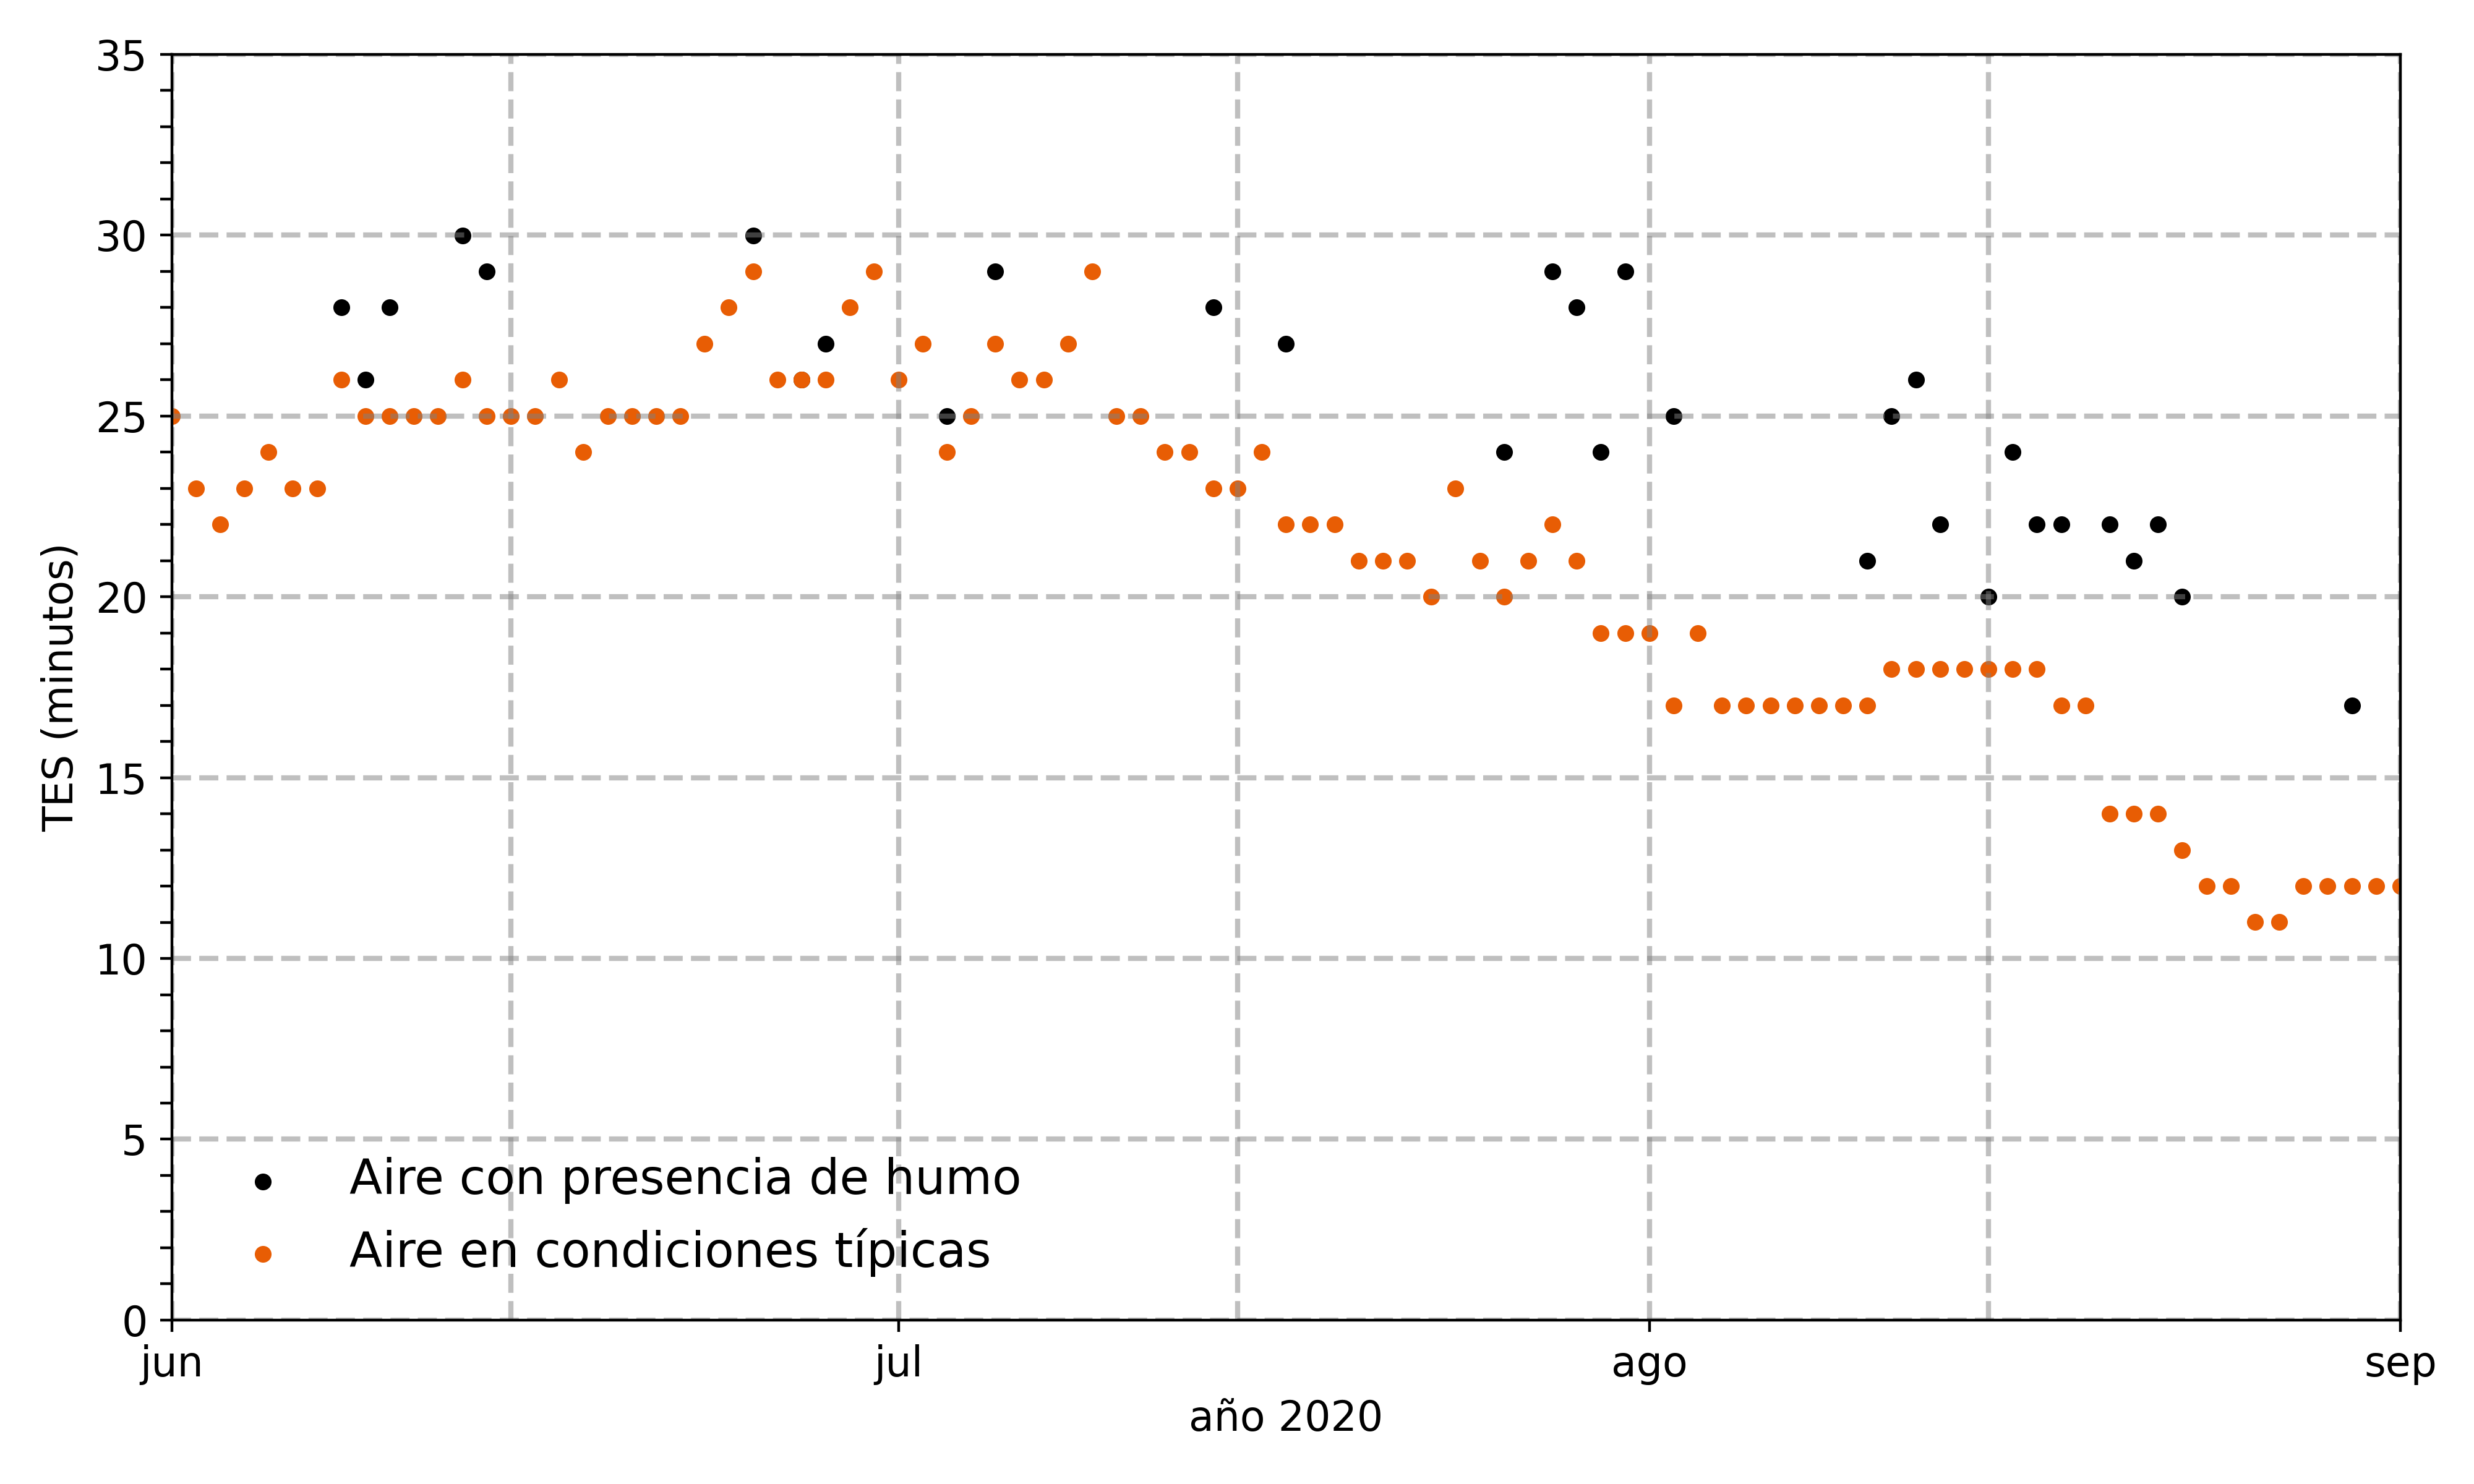 35
30
25
20
15
10
5
0
TES (minutos)
Aire con presencia de humo
Aire en condiciones típicas
jun jul ago sep
año 2020